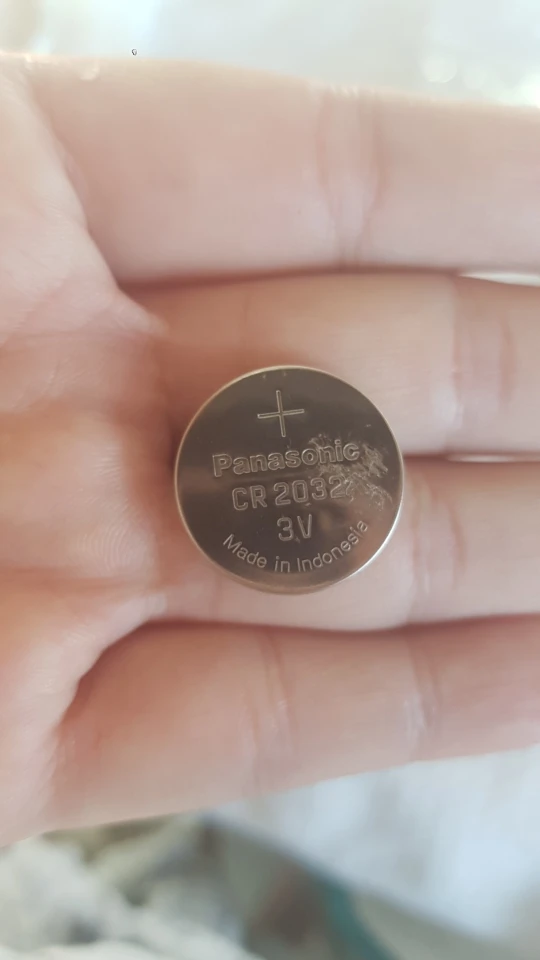 +
Panasonic
CR 2032
3V
Made in Indonesia